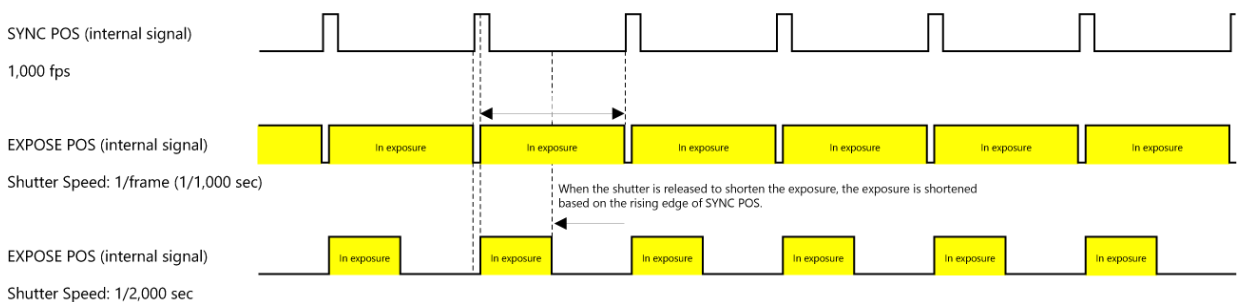 SYNC POS (internal signal)
1,000 fps
EXPOSE POS (internal signal)
In exposure
In exposure
In exposure
In exposure
In exposure
In exposure
Shutter Speed: 1/frame (1/1,000 sec)
When the shutter is released to shorten the exposure, the exposure is shortened
based on the rising edge of SYNC POS.
EXPOSE POS (internal signal)
In exposure
In exposure
In exposure
In exposure
In exposure
In exposure
Shutter Speed: 1/2,000 sec